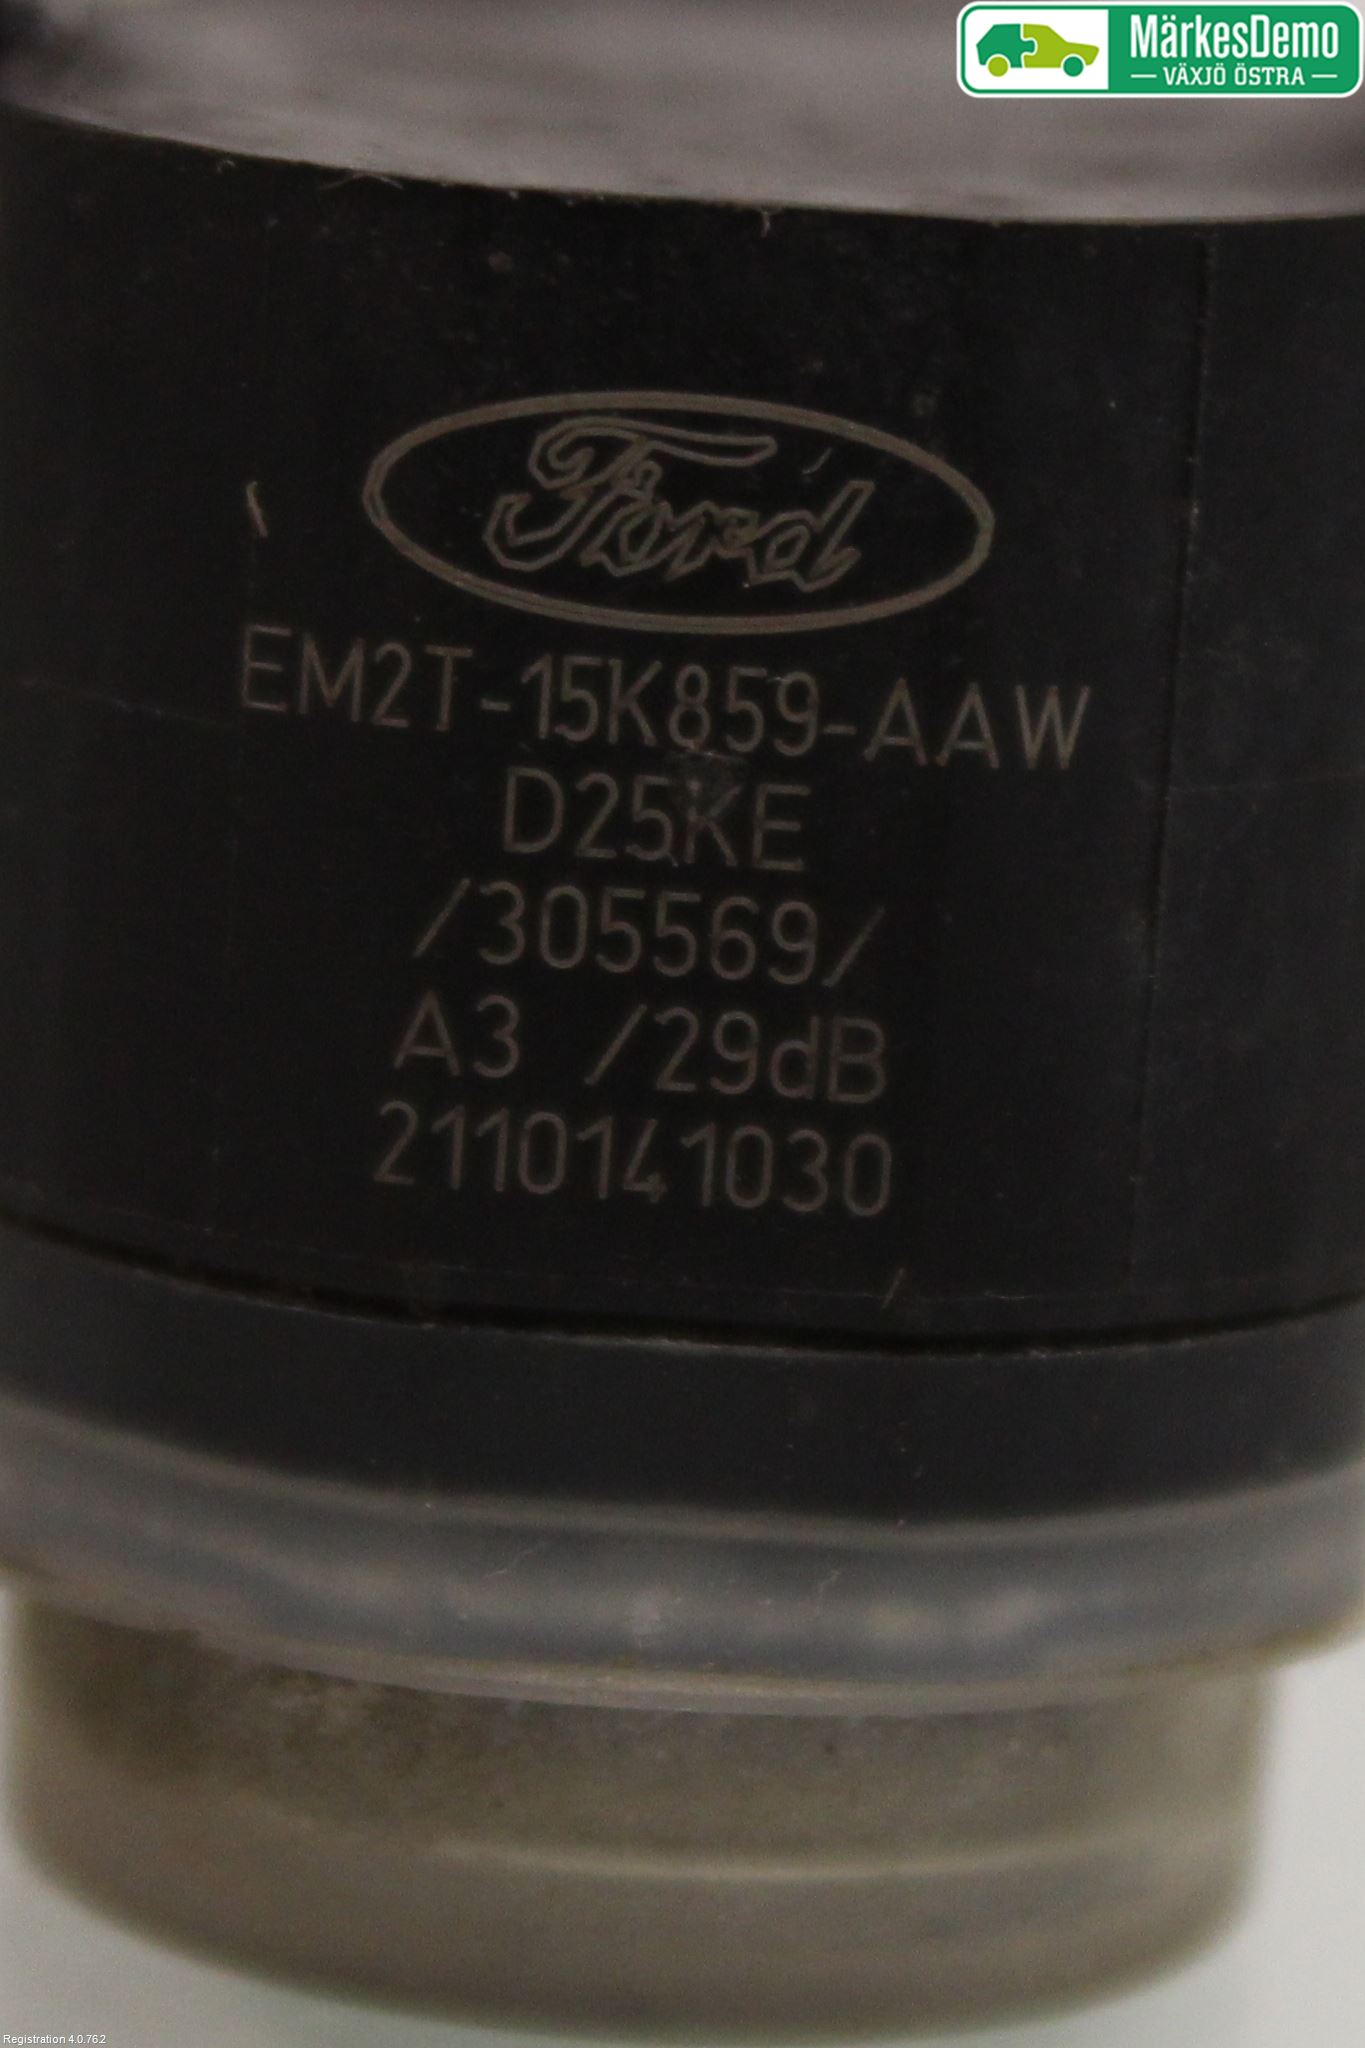 MärkesDemo
– VÄXJÖ ÖSTRA –
Ford
EM2T-15K859-AAW
D25KE
/305569/
A3 /29dB
2110141030
Registration 4.0.762